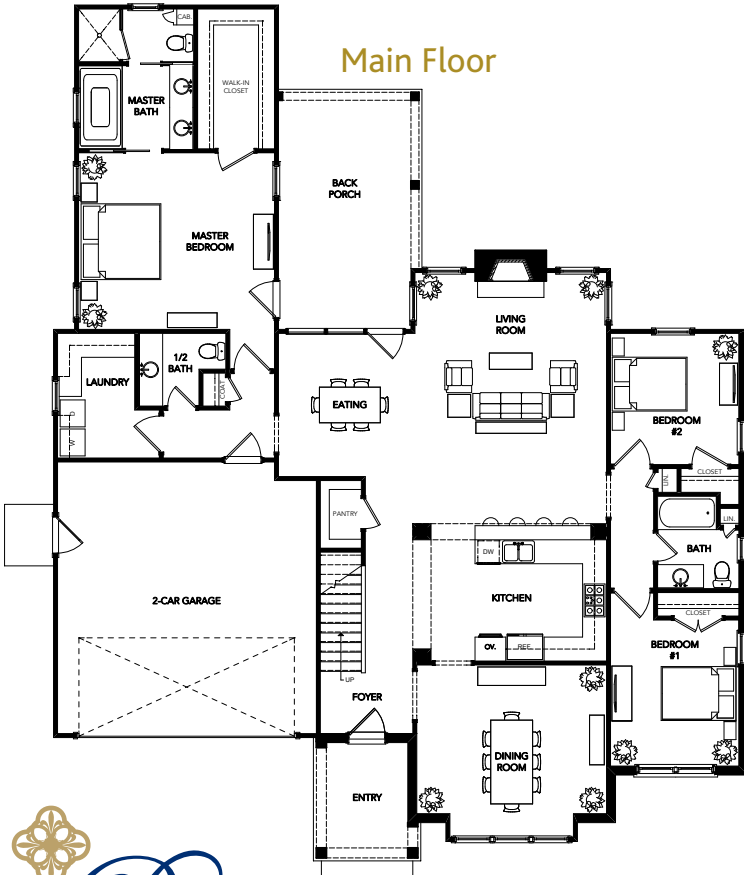 Main Floor
CAB.
WALK-IN
CLOSET
MASTER
BATH
BACK
PORCH
MASTER
BEDROOM
LIVING
ROOM
1/2
BATH
LAUNDRY
COAT
D
W
EATING
BEDROOM
#2
CLOSET
LIN.
LIN.
PANTRY
DW
BATH
KITCHEN
2-CAR GARAGE
CLOSET
OV.
REF.
BEDROOM
#1
UP
FOYER
DINING
ROOM
ENTRY